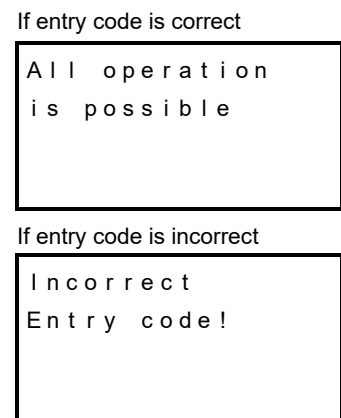 If entry code is correct
All operation
is possible
If entry code is incorrect
Incorrect
Entry code!